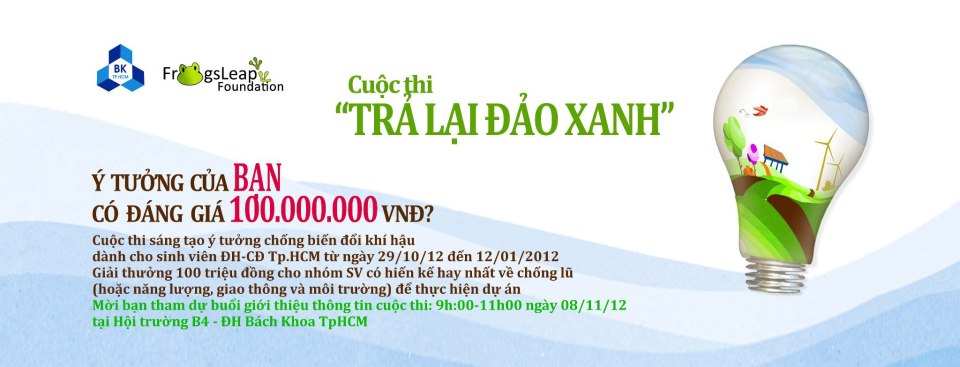 BK
TP.HCM
FrogsLeap
Foundation
Cuộc thi
“TRẢ LẠI ĐẢO XANH”
Ý TƯỞNG CỦA BẠN
CÓ ĐÁNG GIÁ 100.000.000 VNĐ?
Cuộc thi sáng tạo ý tưởng chống biến đổi khí hậu
dành cho sinh viên ĐH-CĐ Tp.HCM từ ngày 29/10/12 đến 12/01/2012
Giải thưởng 100 triệu đồng cho nhóm SV có hiến kế hay nhất về chống lũ
(hoặc năng lượng, giao thông và môi trường) để thực hiện dự án
Mời bạn tham dự buổi giới thiệu thông tin cuộc thi: 9h:00-11h00 ngày 08/11/12
tại Hội trường B4 - ĐH Bách Khoa TpHCM